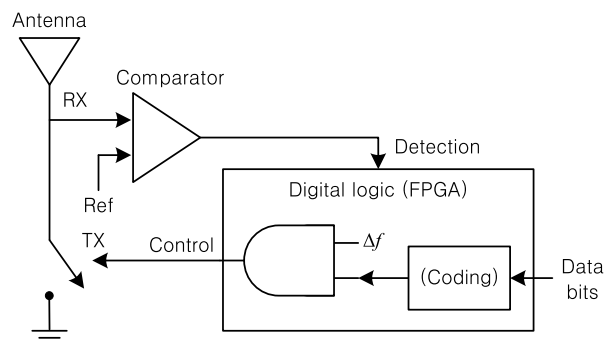 Antenna
Comparator
RX
Detection
Ref
Digital logic (FPGA)
TX
Control
Δf
(Coding)
Data
bits